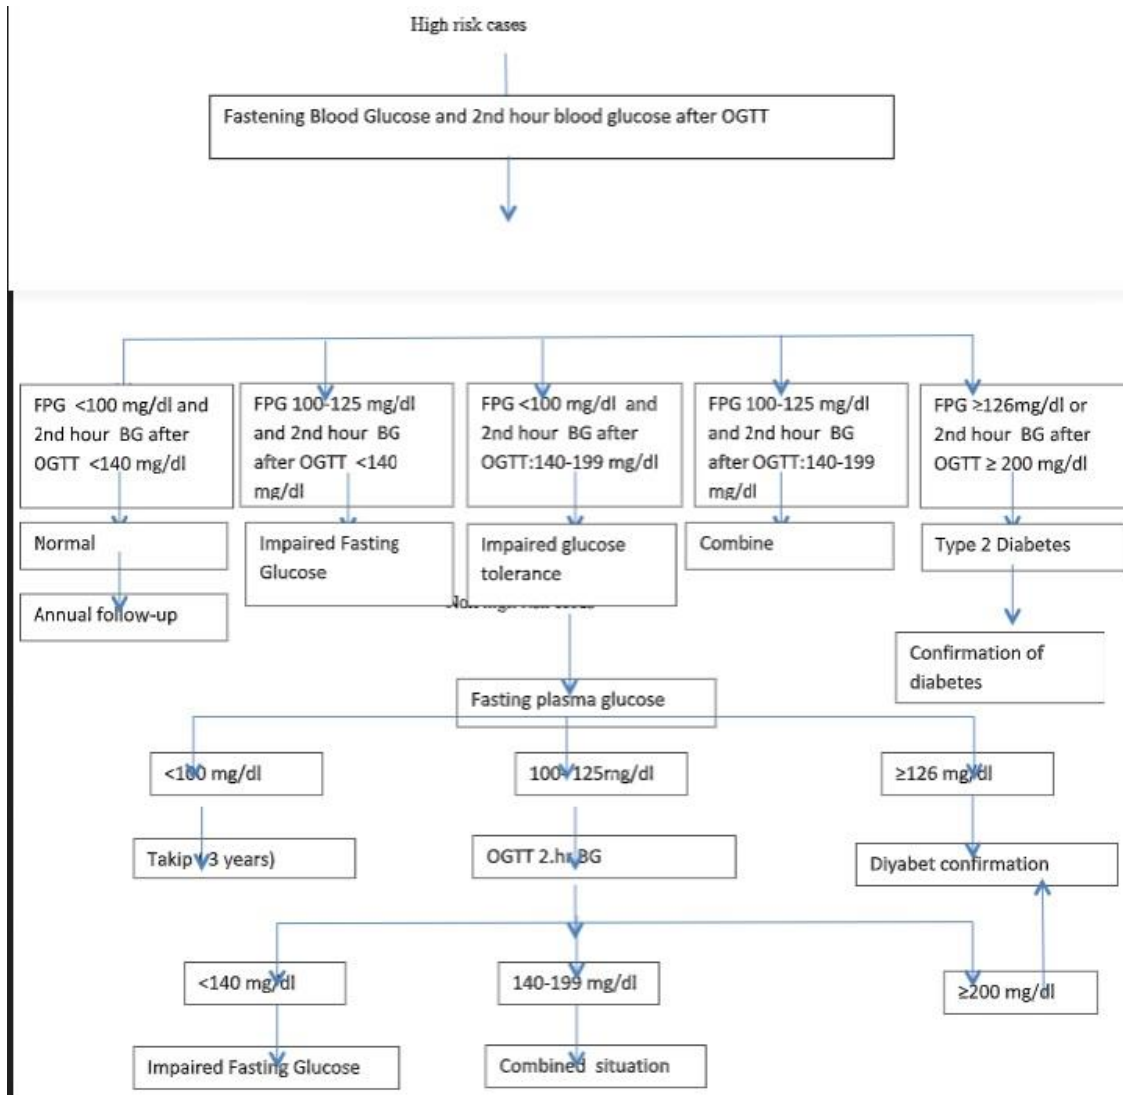 High risk cases
Fastening Blood Glucose and 2nd hour blood glucose after OGTT
FPG <100 mg/dl and
2nd hour BG after
OGTT <140 mg/dl
FPG 100-125 mg/dl
and 2nd hour BG
after OGTT <140
mg/dl
FPG <100 mg/dl and
2nd hour BG after
OGTT:140-199 mg/dl
FPG 100-125 mg/dl
and 2nd hour BG
after OGTT:140-199
mg/dl
FPG ≥126mg/dl or
2nd hour BG after
OGTT ≥ 200 mg/dl
Normal
Impaired Fasting
Glucose
Impaired glucose
tolerance
Combine
Type 2 Diabetes
Annual follow-up
Confirmation of
diabetes
Fasting plasma glucose
<100 mg/dl
100-125mg/dl
≥126 mg/dl
Takip ( 3 years)
OGTT 2.hr BG
Diyabet confirmation
<140 mg/dl
140-199 mg/dl
≥200 mg/dl
Impaired Fasting Glucose
Combined situation